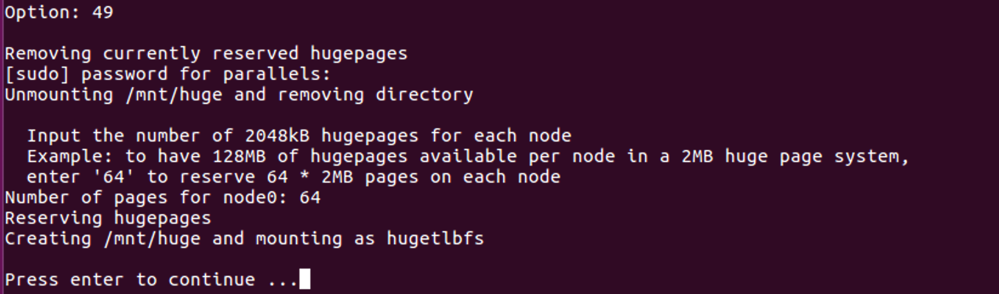 Option: 49
Removing currently reserved hugepages
[sudo] password for parallels:
Unmounting /mnt/huge and removing directory
Input the number of 2048kB hugepages for each node
Example: to have 128MB of hugepages available per node in a 2MB huge page system,
enter '64' to reserve 64 * 2MB pages on each node
Number of pages for node0: 64
Reserving hugepages
Creating /mnt/huge and mounting as hugetlbfs
Press enter to continue ...